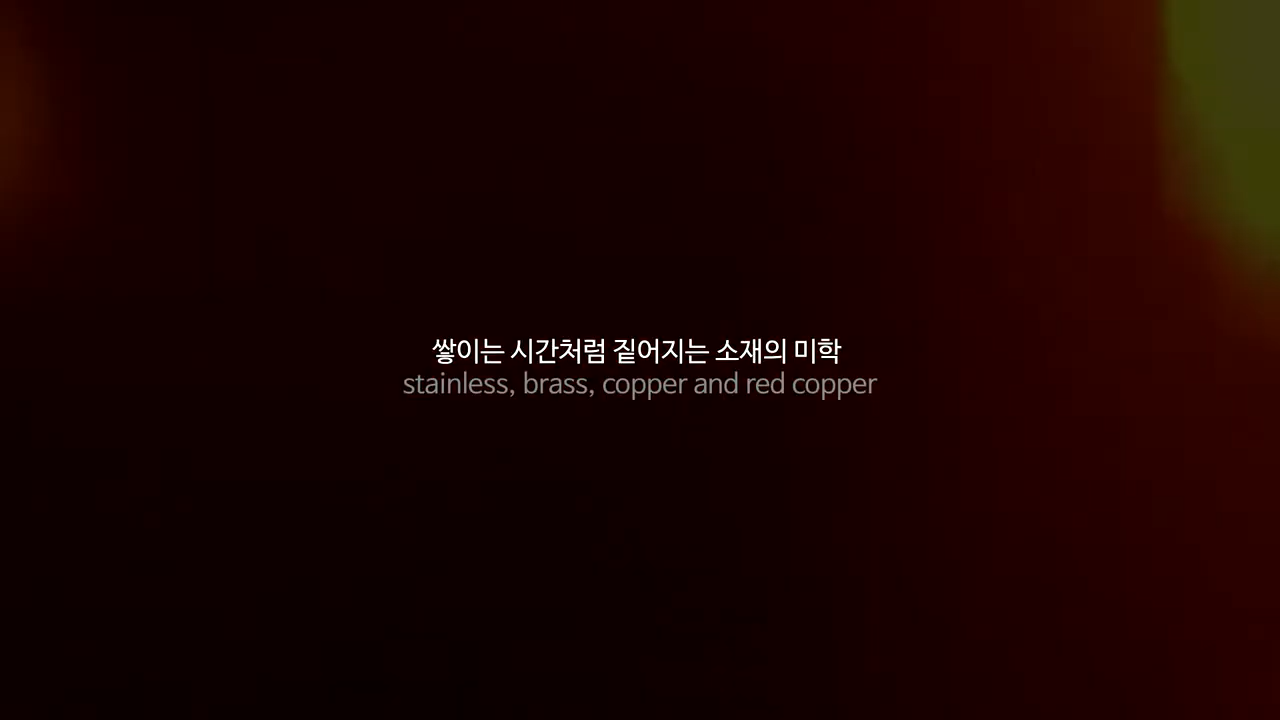 쌓이는 시간처럼 짙어지는 소재의 미학
stainless, brass, copper and red copper